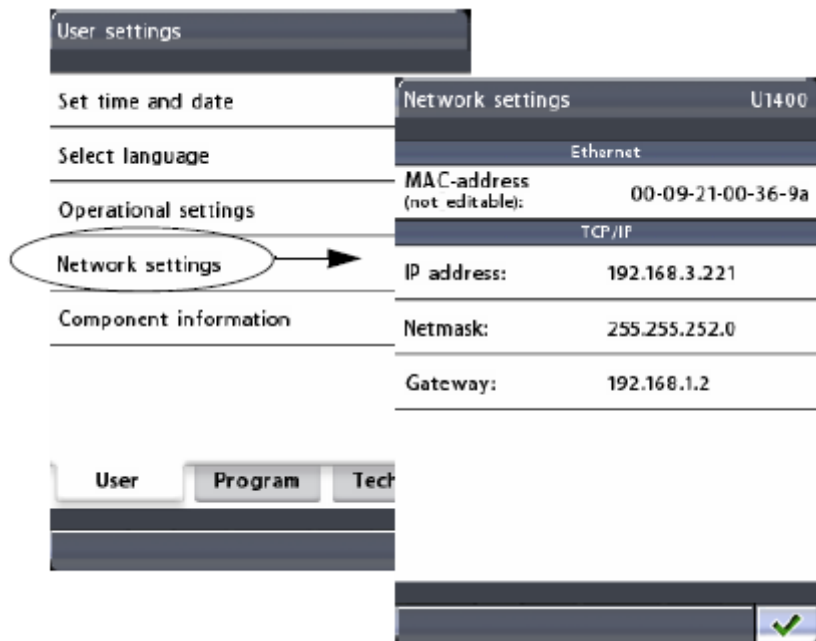 User settings
Set time and date
Select language
Operational settings
Network settings
Component information
User Program Tech
Network settings U1400
Ethernet
MAC-address 00-09-21-00-36-9a
(not editable):
TCP/IP
IP address: 192.168.3.221
Netmask: 255.255.252.0
Gateway: 192.168.1.2